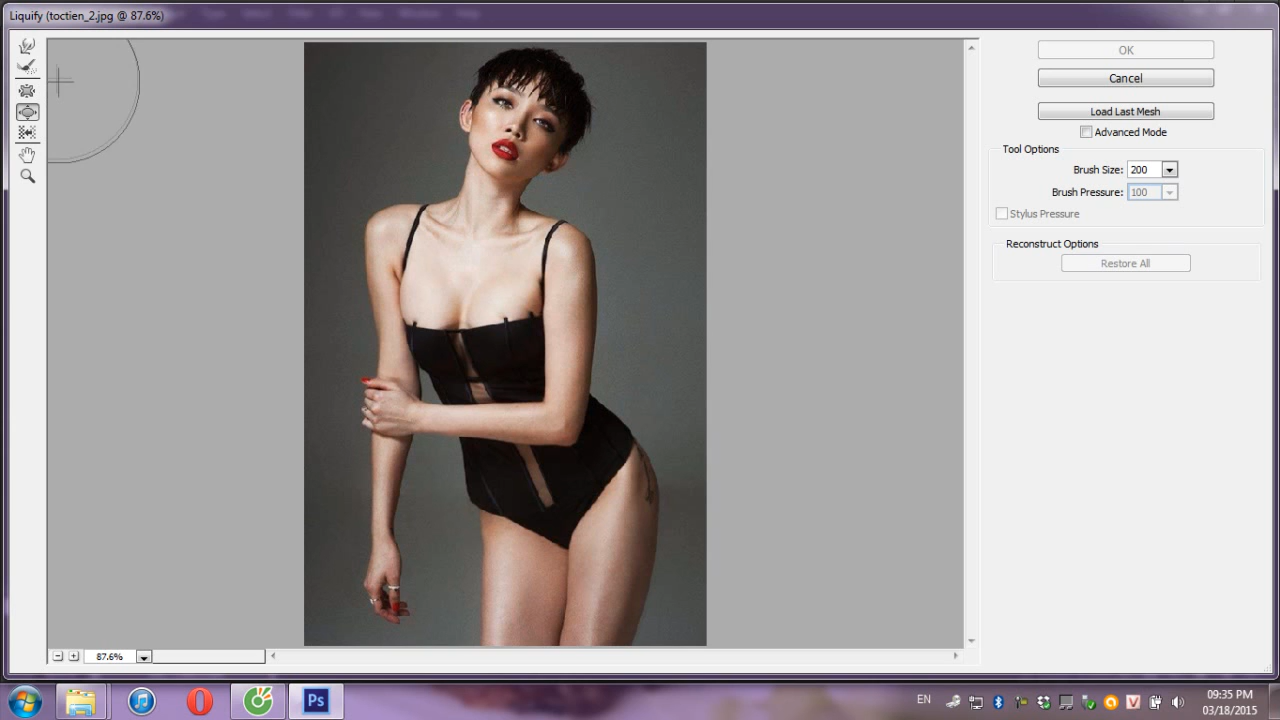 Liquify (toctien_2.jpg @ 87.6%)
OK
Cancel
Load Last Mesh
Advanced Mode
Tool Options
Brush Size: 200
Brush Pressure: 100
Stylus Pressure
Reconstruct Options
Restore All
87.6%
Ps
EN
V
09:35 PM
03/18/2015